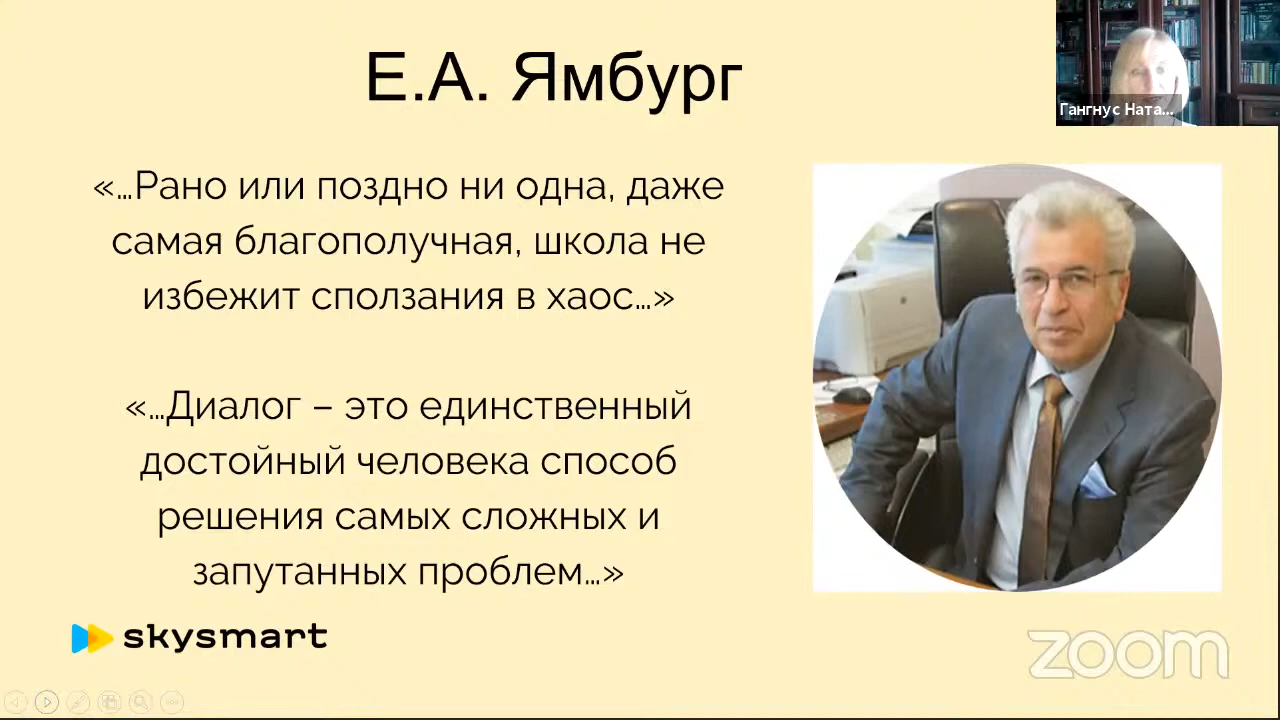 Е.А. Ямбург
Гангнус Ната...
«…Рано или поздно ни одна, даже
самая благополучная, школа не
избежит сползания в хаос…»
«…Диалог – это единственный
достойный человека способ
решения самых сложных и
запутанных проблем…»
skysmart
zoom